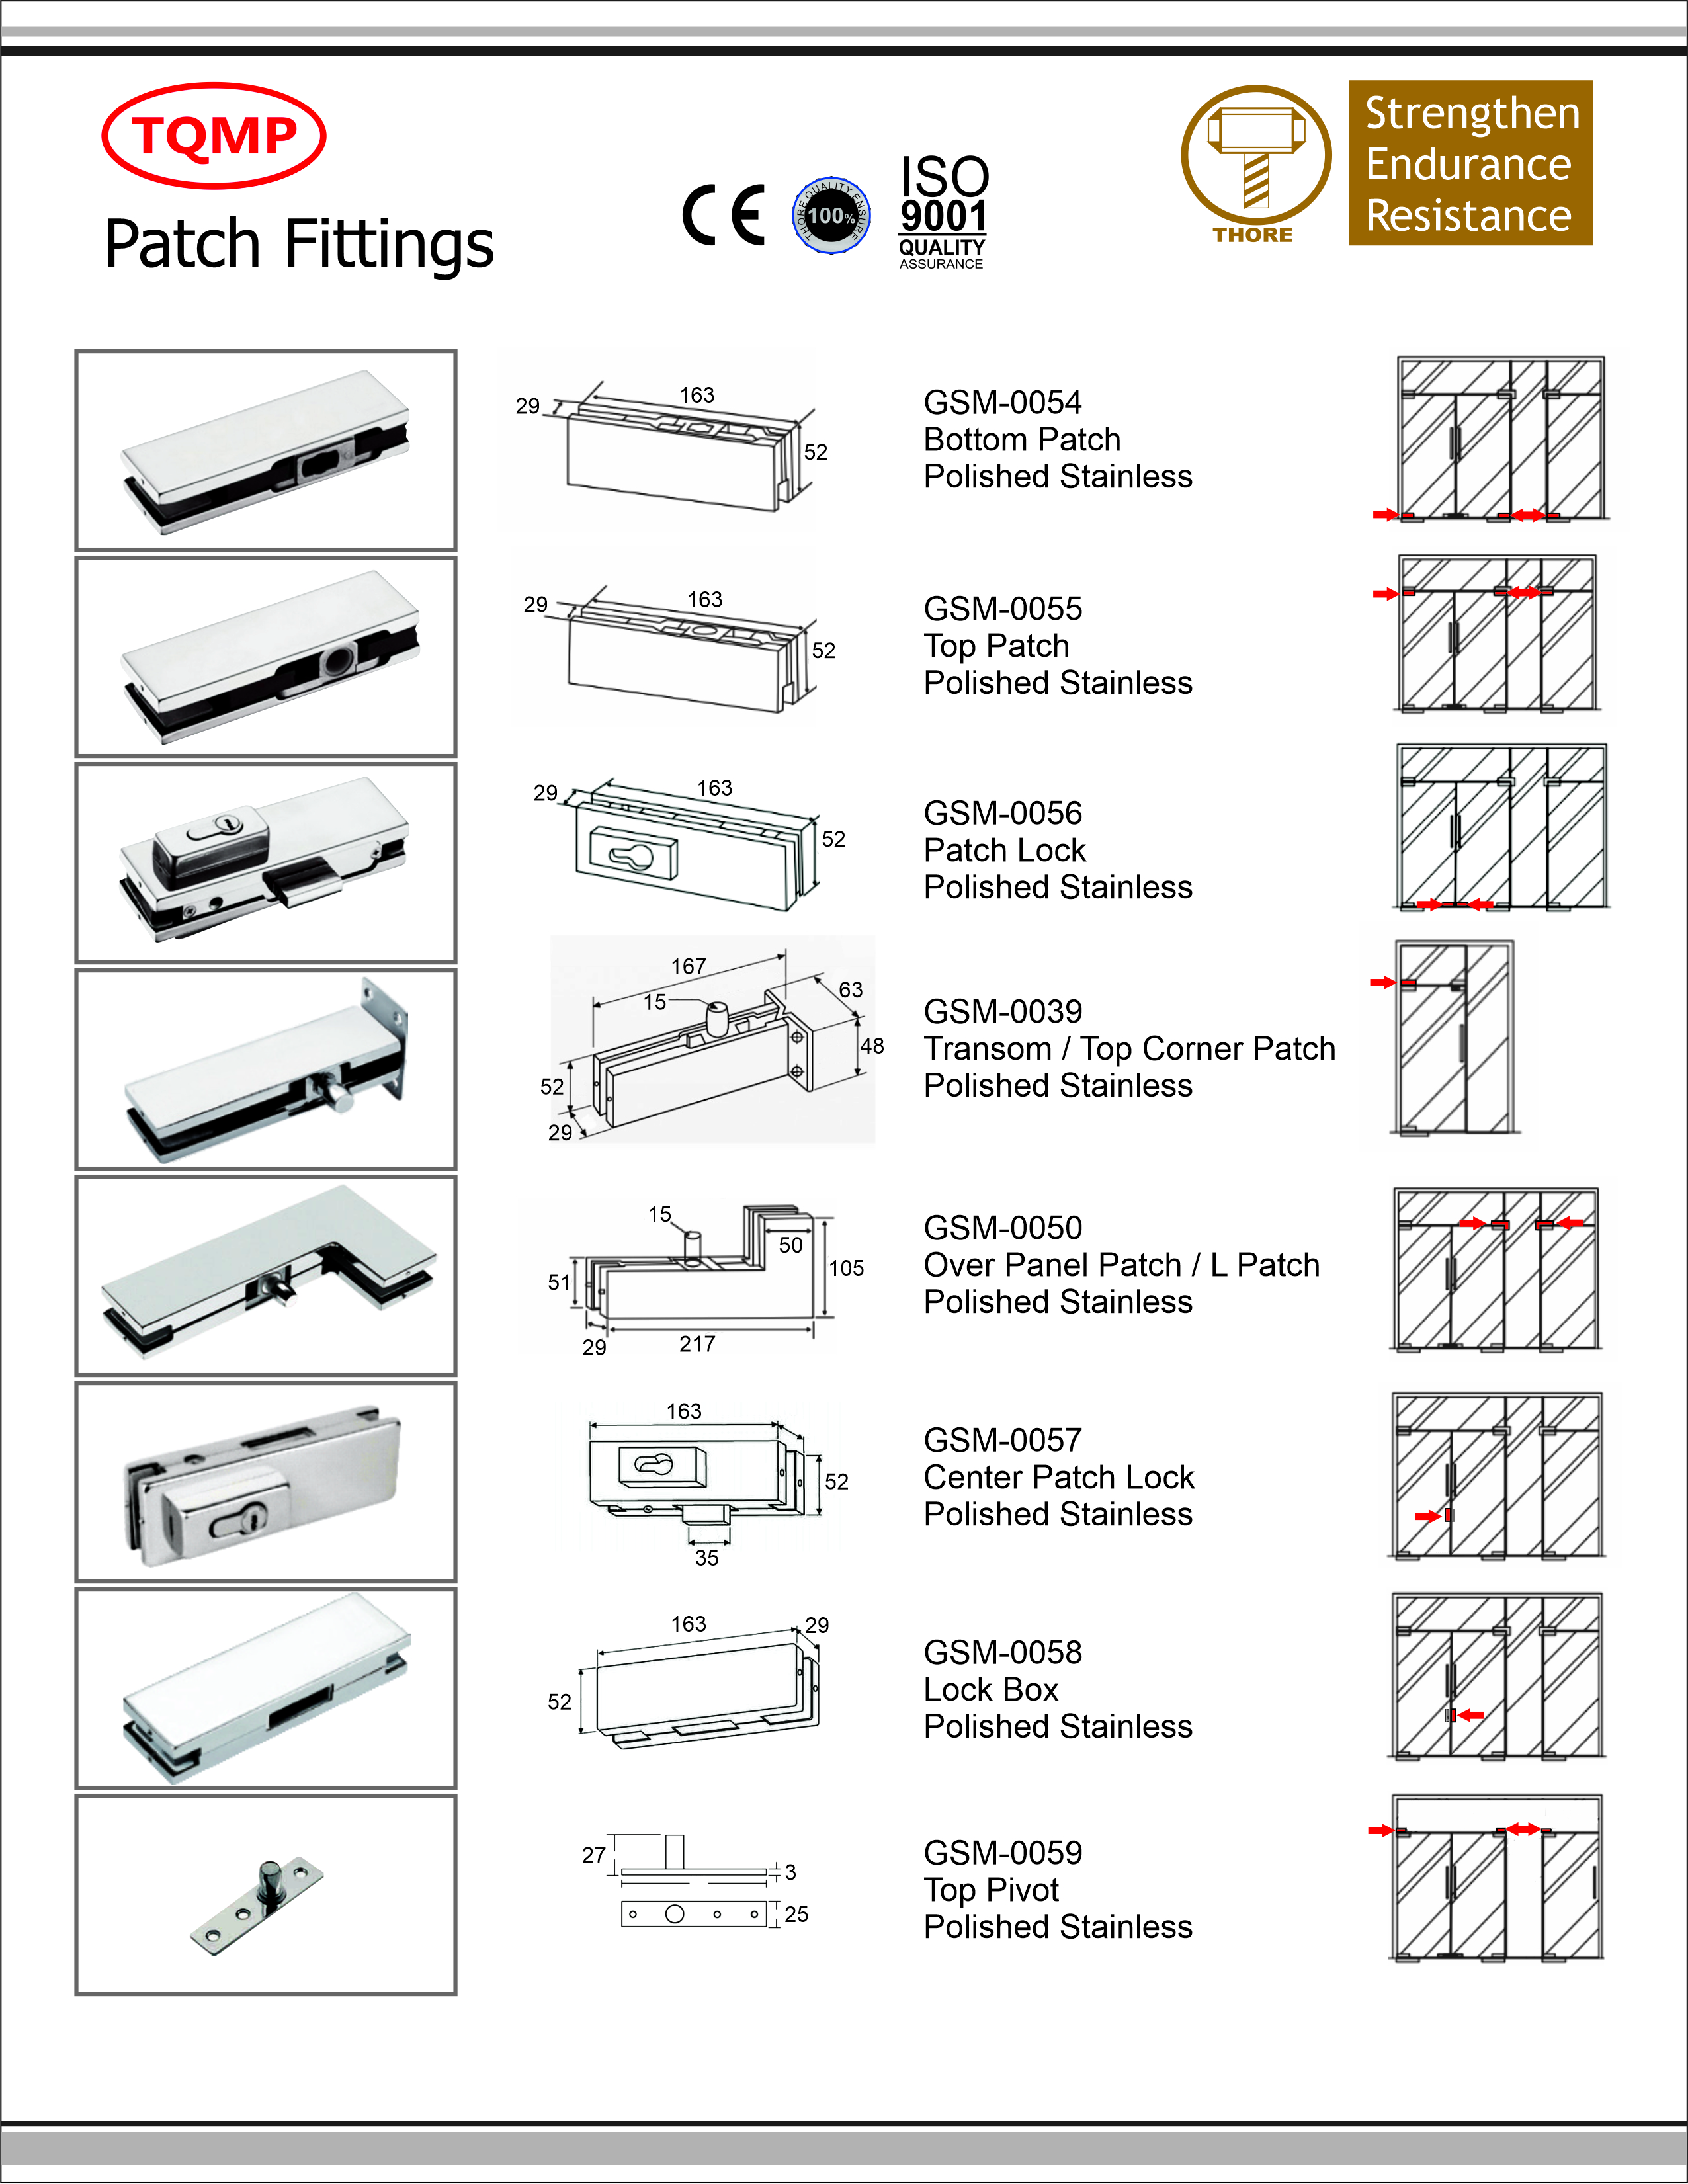 TQMP
Patch Fittings
CE
THORE QUALITY ENSURE
100%
ISO
9001
QUALITY
ASSURANCE
THORE
Strengthen
Endurance
Resistance
29
163
52
GSM-0054
Bottom Patch
Polished Stainless
29
163
52
GSM-0055
Top Patch
Polished Stainless
29
163
52
GSM-0056
Patch Lock
Polished Stainless
167
15
63
48
52
29
GSM-0039
Transom / Top Corner Patch
Polished Stainless
15
50
51
105
29
217
GSM-0050
Over Panel Patch / L Patch
Polished Stainless
163
52
35
GSM-0057
Center Patch Lock
Polished Stainless
163
29
52
GSM-0058
Lock Box
Polished Stainless
27
3
25
GSM-0059
Top Pivot
Polished Stainless